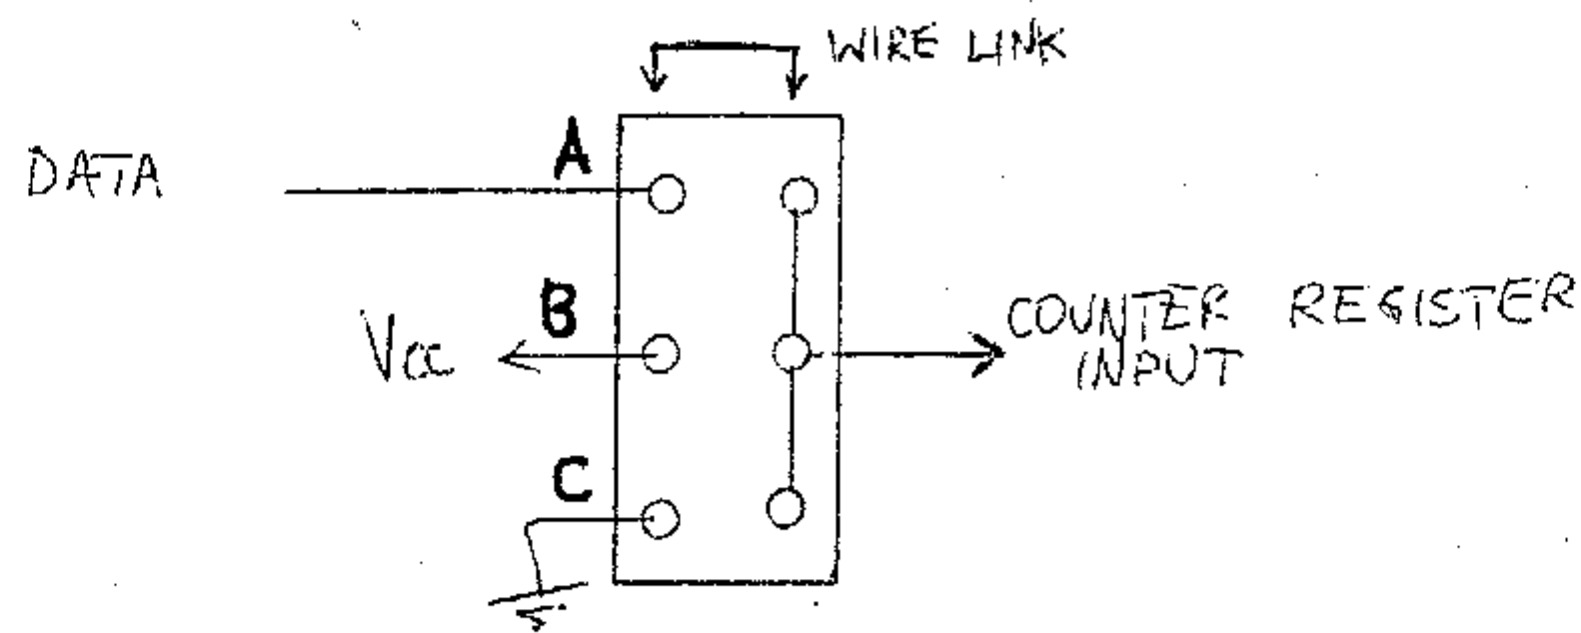 WIRE LINK
A
DATA
B
COUNTER REGISTER
INPUT
Vcc
C